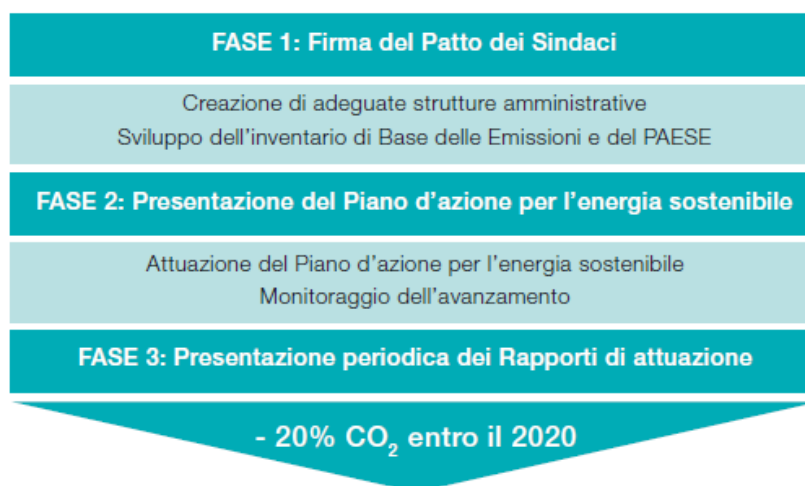 FASE 1: Firma del Patto dei Sindaci
Creazione di adeguate strutture amministrative
Sviluppo dell'inventario di Base delle Emissioni e del PAESE
FASE 2: Presentazione del Piano d'azione per l'energia sostenibile
Attuazione del Piano d'azione per l'energia sostenibile
Monitoraggio dell'avanzamento
FASE 3: Presentazione periodica dei Rapporti di attuazione
- 20% CO₂ entro il 2020